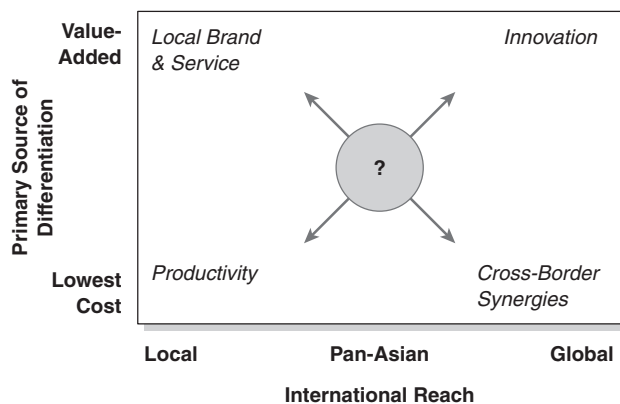 Value-
Added
Local Brand
& Service
Innovation
Primary Source of
Differentiation
?
Lowest
Cost
Productivity
Cross-Border
Synergies
Local
Pan-Asian
Global
International Reach